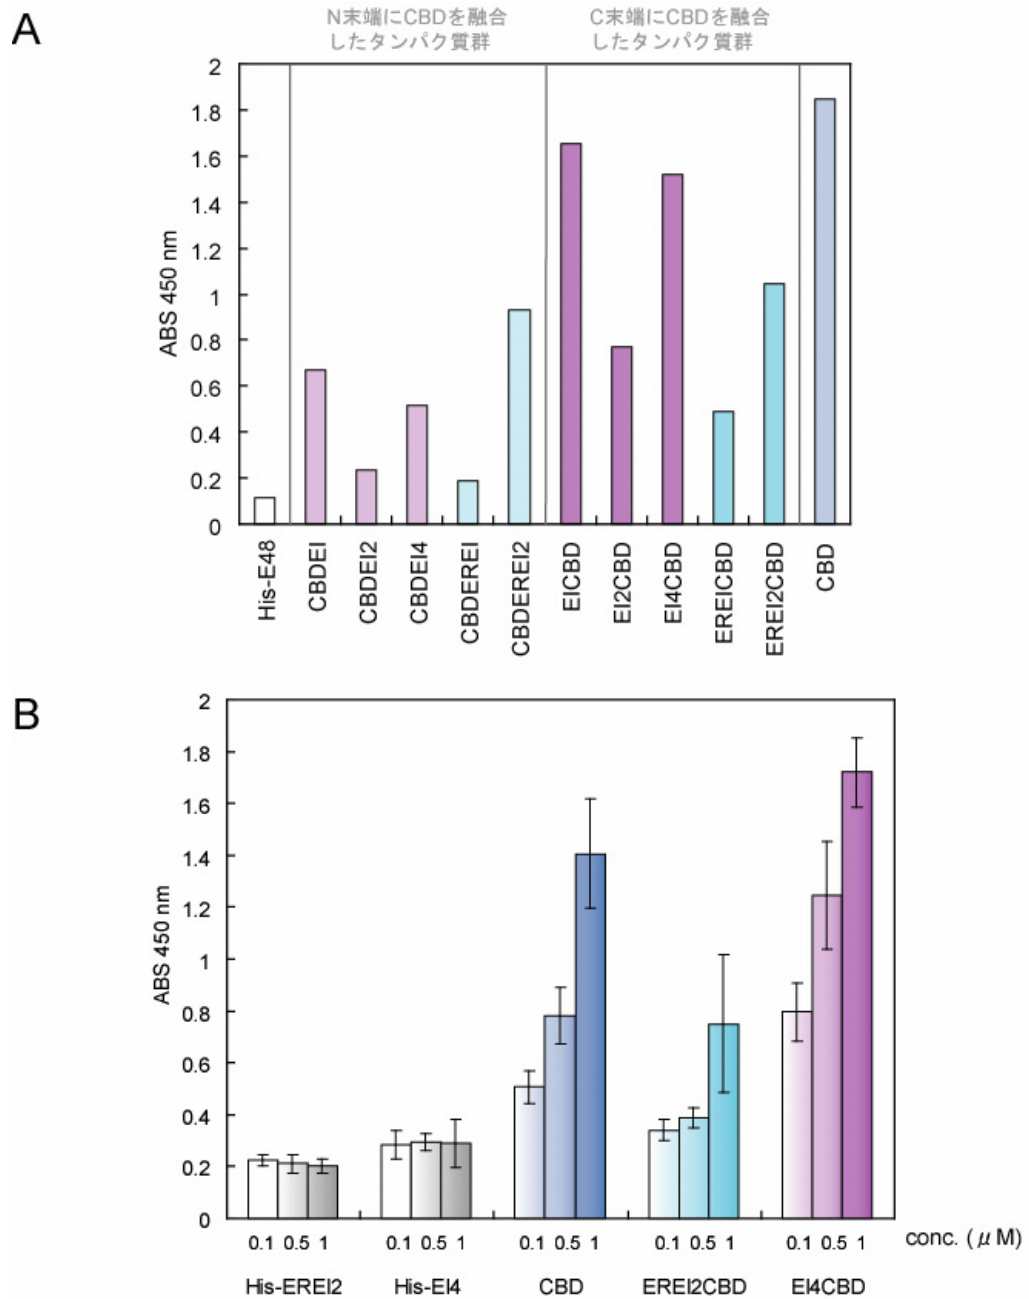 A
N末端にCBDを融合
したタンパク質群
C末端にCBDを融合
したタンパク質群
ABS 450 nm
2
1.8
1.6
1.4
1.2
1
0.8
0.6
0.4
0.2
0
His-E48
CBDEI
CBDEI2
CBDEI4
CBDEREI
CBDEREI2
EICBD
EI2CBD
EI4CBD
EREICBD
EREI2CBD
CBD
B
ABS 450 nm
2
1.8
1.6
1.4
1.2
1
0.8
0.6
0.4
0.2
0
0.1 0.5 1 0.1 0.5 1 0.1 0.5 1 0.1 0.5 1 0.1 0.5 1 conc. (μM)
His-EREI2 His-EI4 CBD EREI2CBD EI4CBD